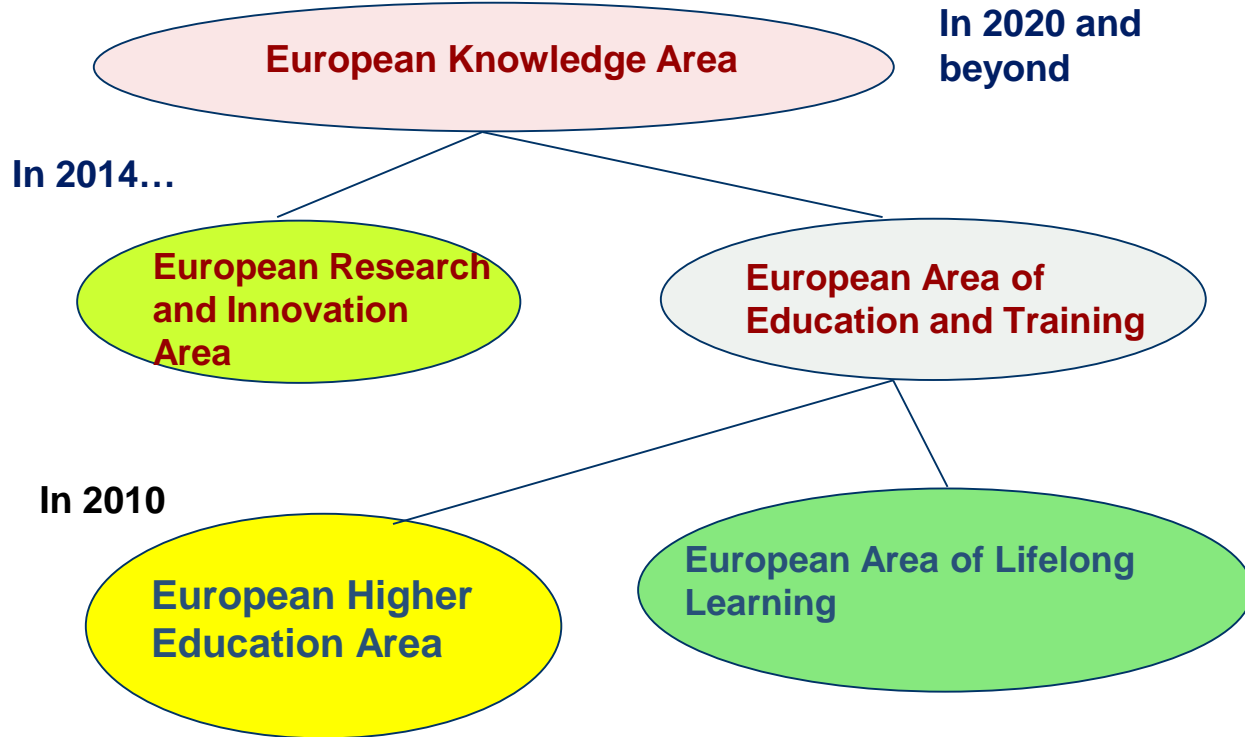 In 2020 and
beyond
European Knowledge Area
In 2014…
European Research
and Innovation
Area
European Area of
Education and Training
In 2010
European Higher
Education Area
European Area of Lifelong
Learning